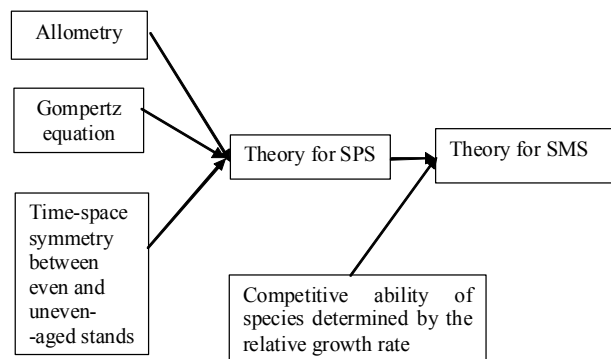 Allometry
Gompertz
equation
Theory for SPS
Theory for SMS
Time-space
symmetry
between
even and
uneven-
-aged stands
Competitive ability of
species determined by the
relative growth rate